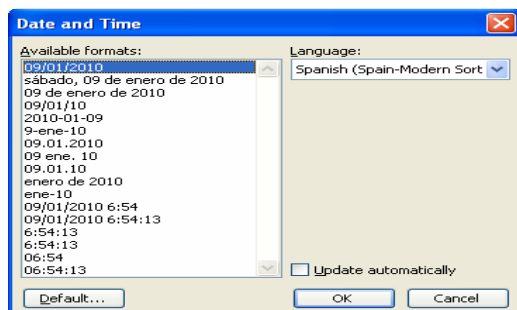 Date and Time
Available formats:
Language:
09/01/2010
Spanish (Spain-Modern Sort
sábado, 09 de enero de 2010
09 de enero de 2010
09/01/10
2010-01-09
9-ene-10
09.01.2010
09 ene. 10
09.01.10
enero de 2010
ene-10
09/01/2010 6:54
09/01/2010 6:54:13
6:54:13
6:54:13
06:54
06:54:13
Update automatically
Default...
OK
Cancel